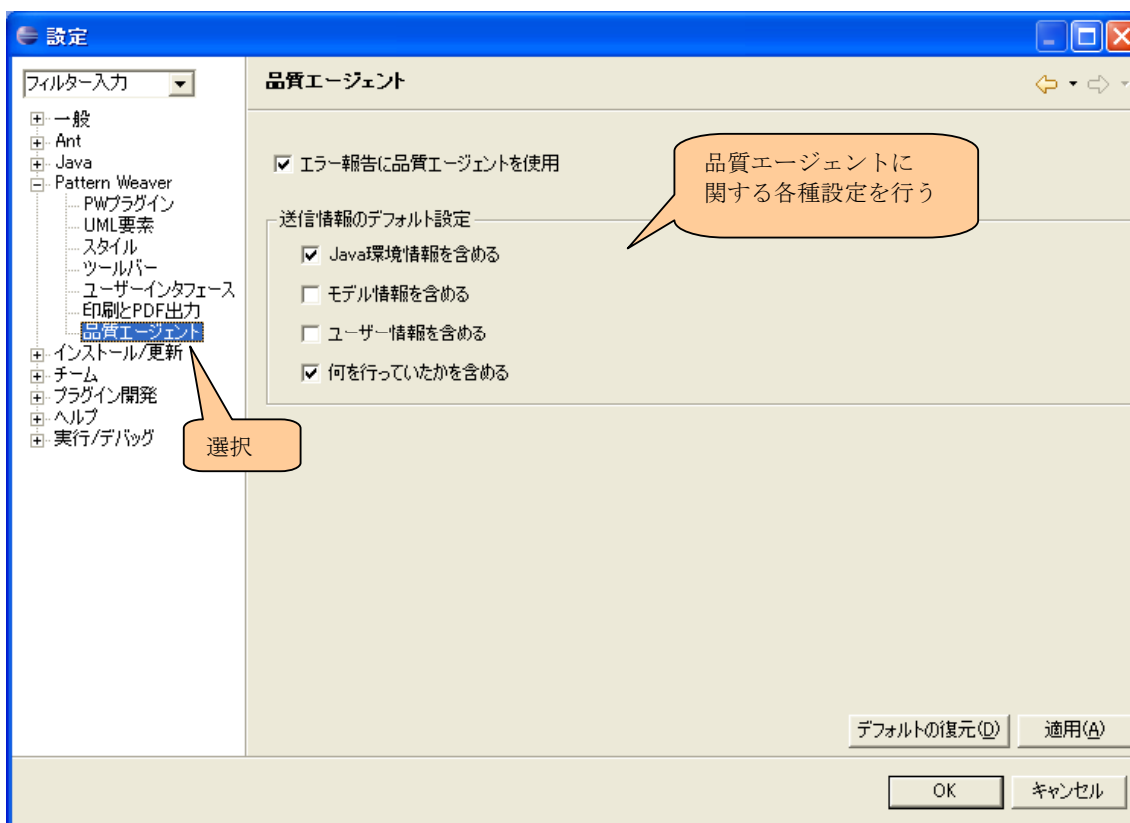 設定
フィルター入力
品質エージェント
一般
Ant
Java
Pattern Weaver
PWプラグイン
UML要素
スタイル
ツールバー
ユーザーインタフェース
印刷とPDF出力
品質エージェント
インストール/更新
チーム
プラグイン開発
ヘルプ
実行/デバッグ
選択
エラー報告に品質エージェントを使用
品質エージェントに
関する各種設定を行う
送信情報のデフォルト設定
Java環境情報を含める
モデル情報を含める
ユーザー情報を含める
何を行っていたかを含める
デフォルトの復元(D)
適用(A)
OK
キャンセル